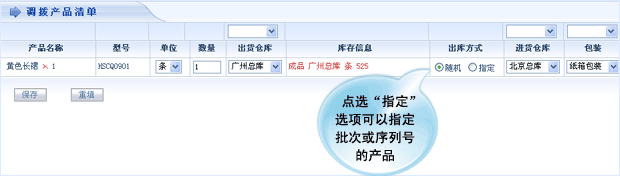 调拨产品清单
产品名称 型号 单位 数量 出货仓库 库存信息 出库方式 进货仓库 包装
黄色长裙 × 1 HSCQ0901 条 1 广州总库 成品 广州总库 条 525 随机 指定 北京总库 纸箱包装
保存 重填
点选“指定”
选项可以指定
批次或序列号
的产品